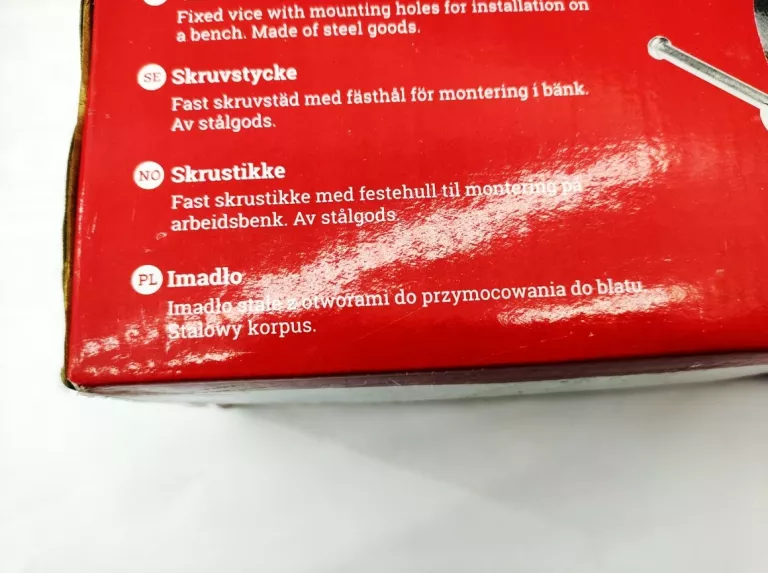 Fixed vice with mounting holes for installation on
a bench. Made of steel goods.
SE Skruvstycke
Fast skruvstäd med fästhål för montering i bänk.
Av stålgods.
NO Skrustikke
Fast skrustikke med festehull til montering på
arbeidsbenk. Av stålgods.
PL Imadło
Imadło stałe z otworami do przymocowania do blatu.
Stalowy korpus.